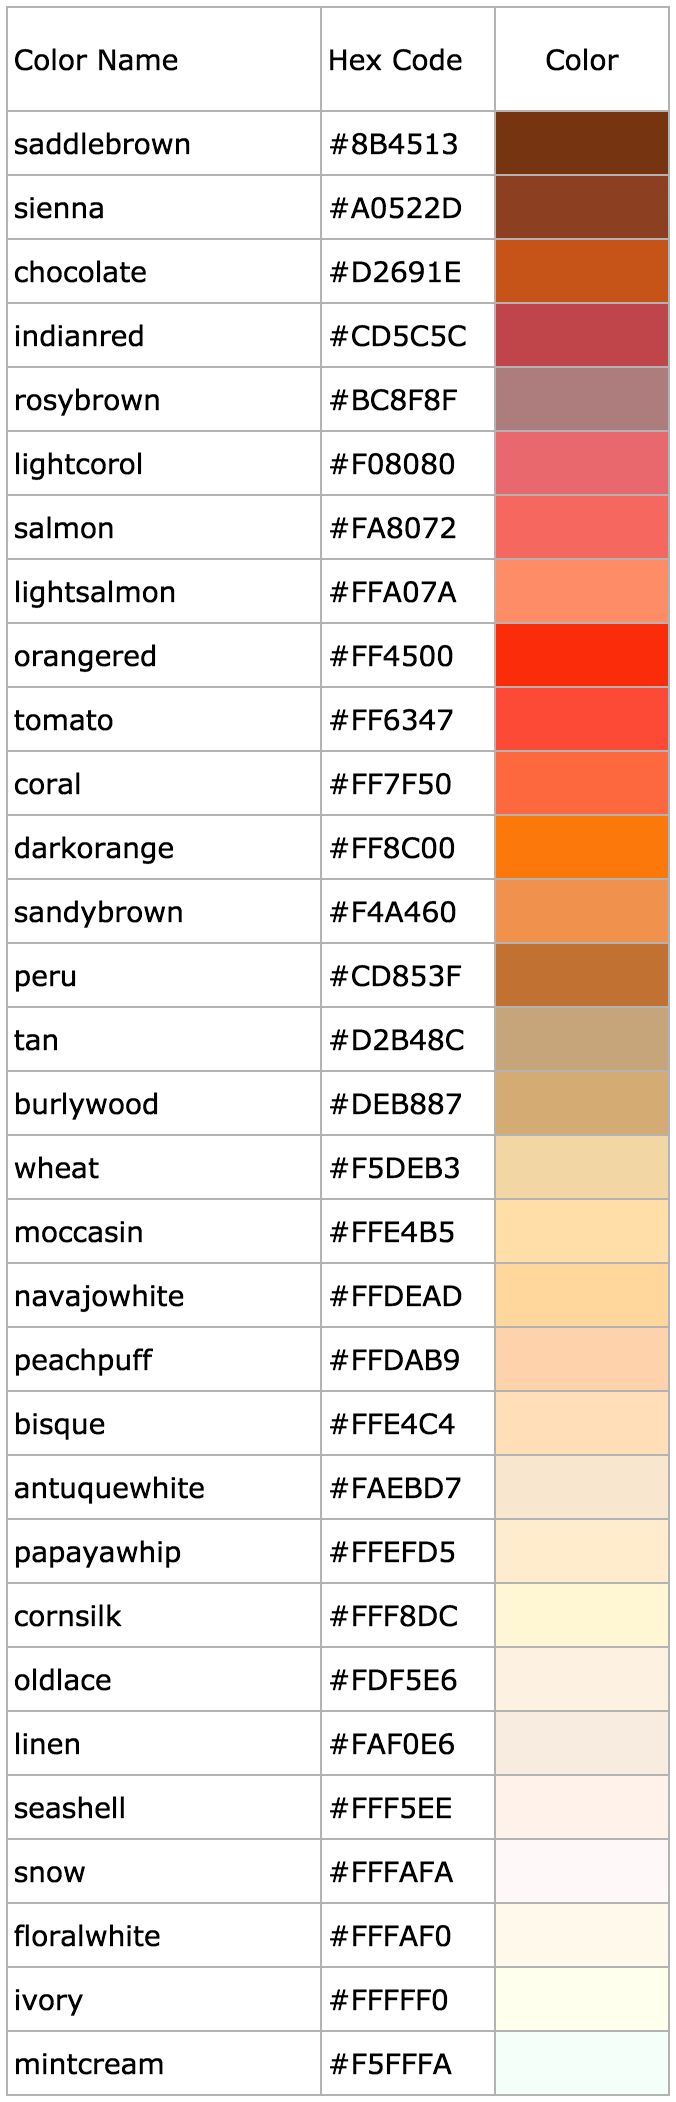 Color Name Hex Code Color
saddlebrown #8B4513
sienna #A0522D
chocolate #D2691E
indianred #CD5C5C
rosybrown #BC8F8F
lightcorol #F08080
salmon #FA8072
lightsalmon #FFA07A
orangered #FF4500
tomato #FF6347
coral #FF7F50
darkorange #FF8C00
sandybrown #F4A460
peru #CD853F
tan #D2B48C
burlywood #DEB887
wheat #F5DEB3
moccasin #FFE4B5
navajowhite #FFDEAD
peachpuff #FFDAB9
bisque #FFE4C4
antuquewhite #FAEBD7
papayawhip #FFEFD5
cornsilk #FFF8DC
oldlace #FDF5E6
linen #FAF0E6
seashell #FFF5EE
snow #FFFAFA
floralwhite #FFFAF0
ivory #FFFFF0
mintcream #F5FFFA